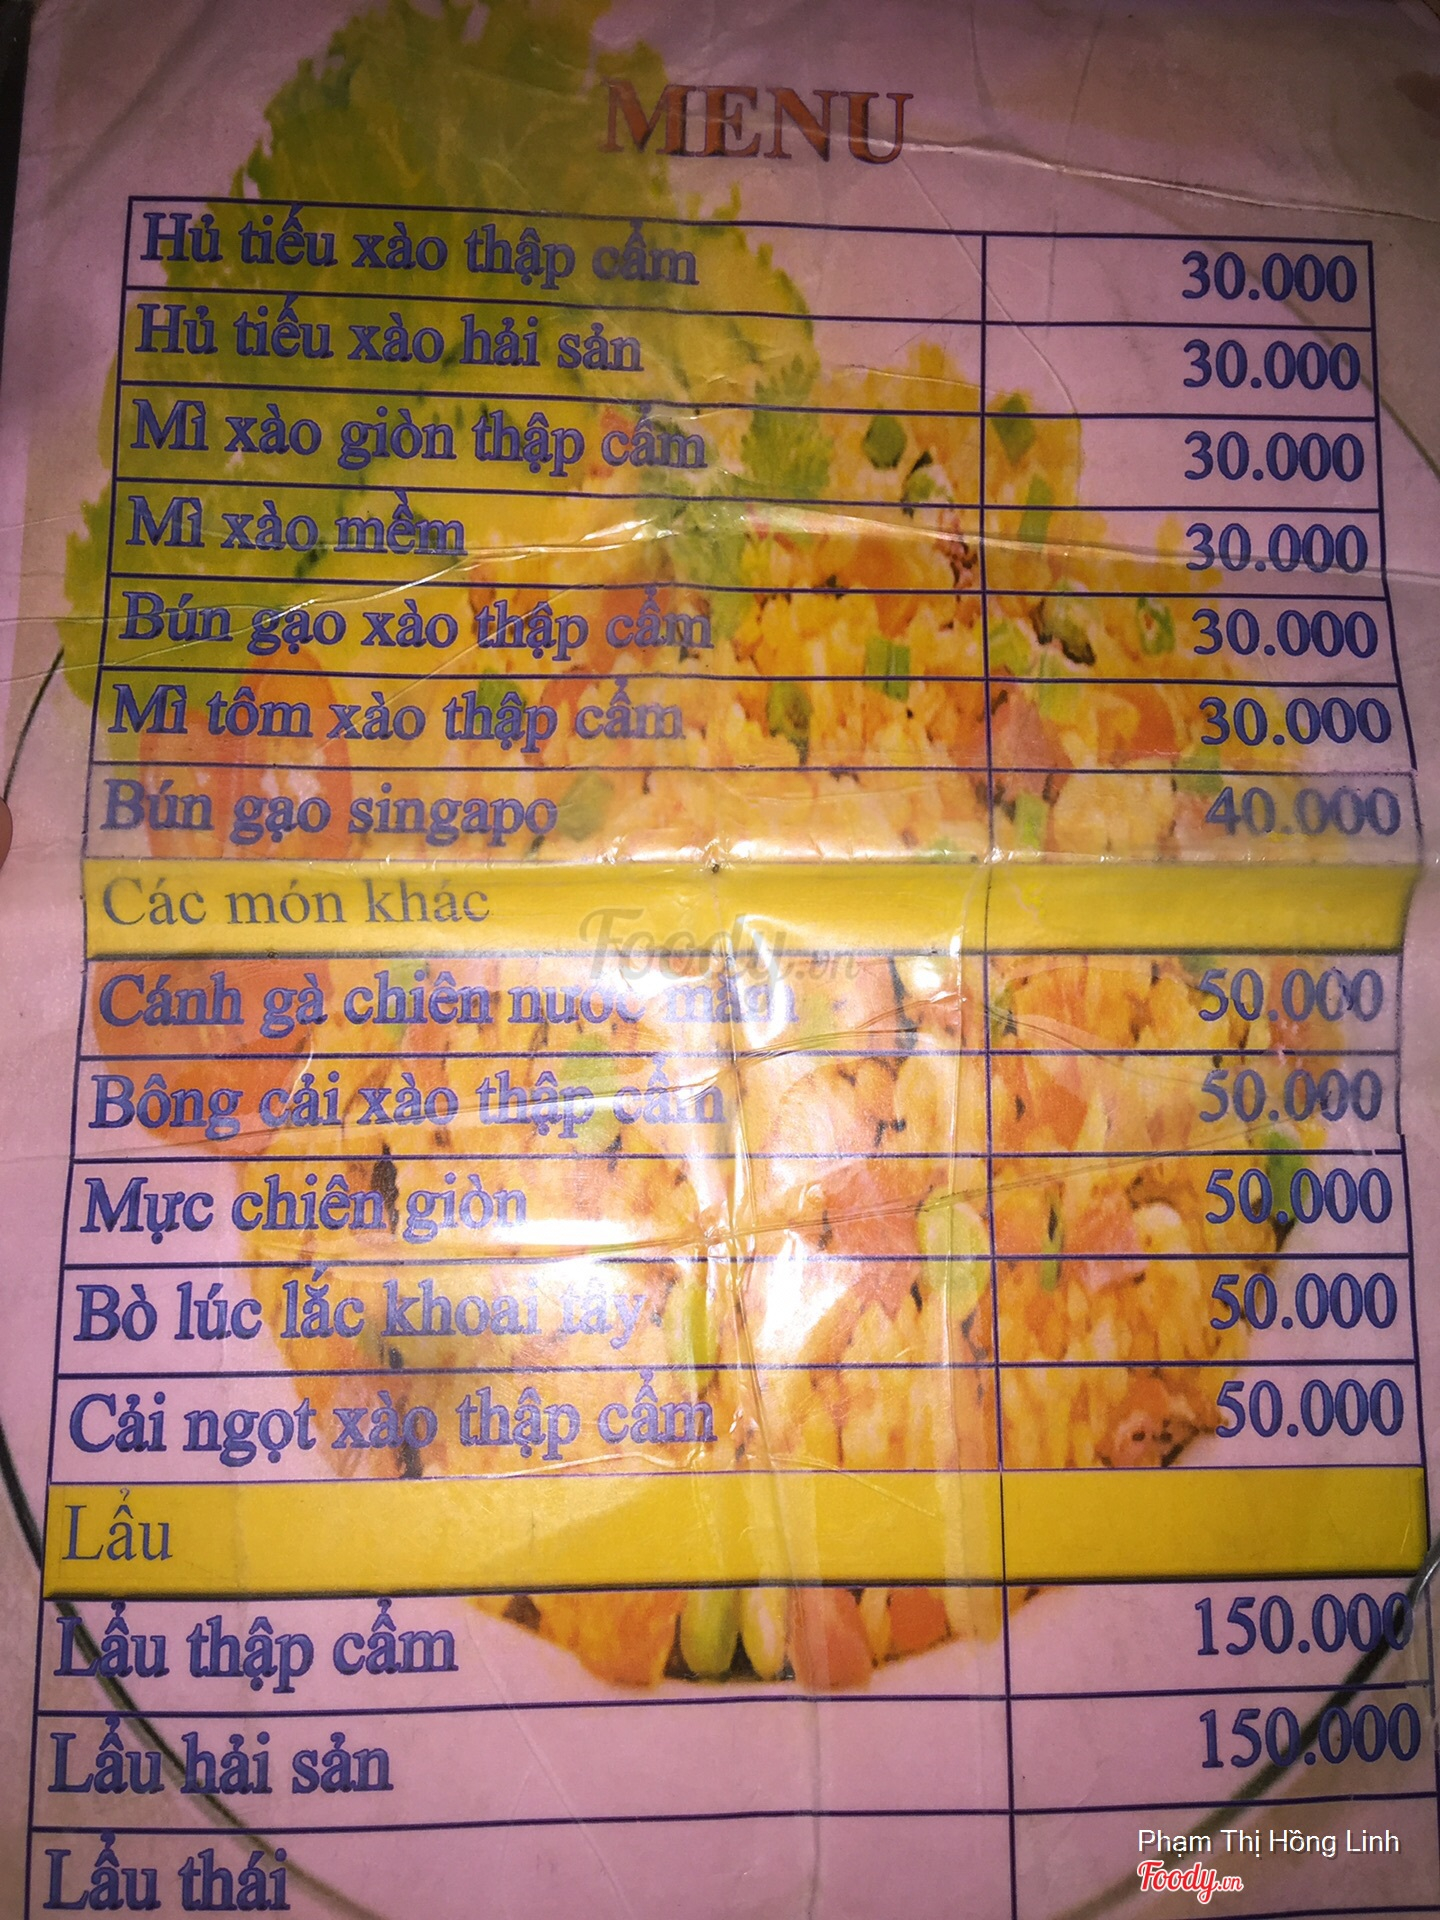 MENU
Hủ tiếu xào thập cẩm 30.000
Hủ tiếu xào hải sản 30.000
Mì xào giòn thập cẩm 30.000
Mì xào mềm 30.000
Bún gạo xào thập cẩm 30.000
Mì tôm xào thập cẩm 30.000
Bún gạo singapo 40.000
Các món khác
Foody.vn
Cánh gà chiên nước mắm 50.000
Bông cải xào thập cẩm 50.000
Mực chiên giòn 50.000
Bò lúc lắc khoai tây 50.000
Cải ngọt xào thập cẩm 50.000
Lẩu
Lẩu thập cẩm 150.000
Lẩu hải sản 150.000
Lẩu thái
Phạm Thị Hồng Linh
Foody.vn